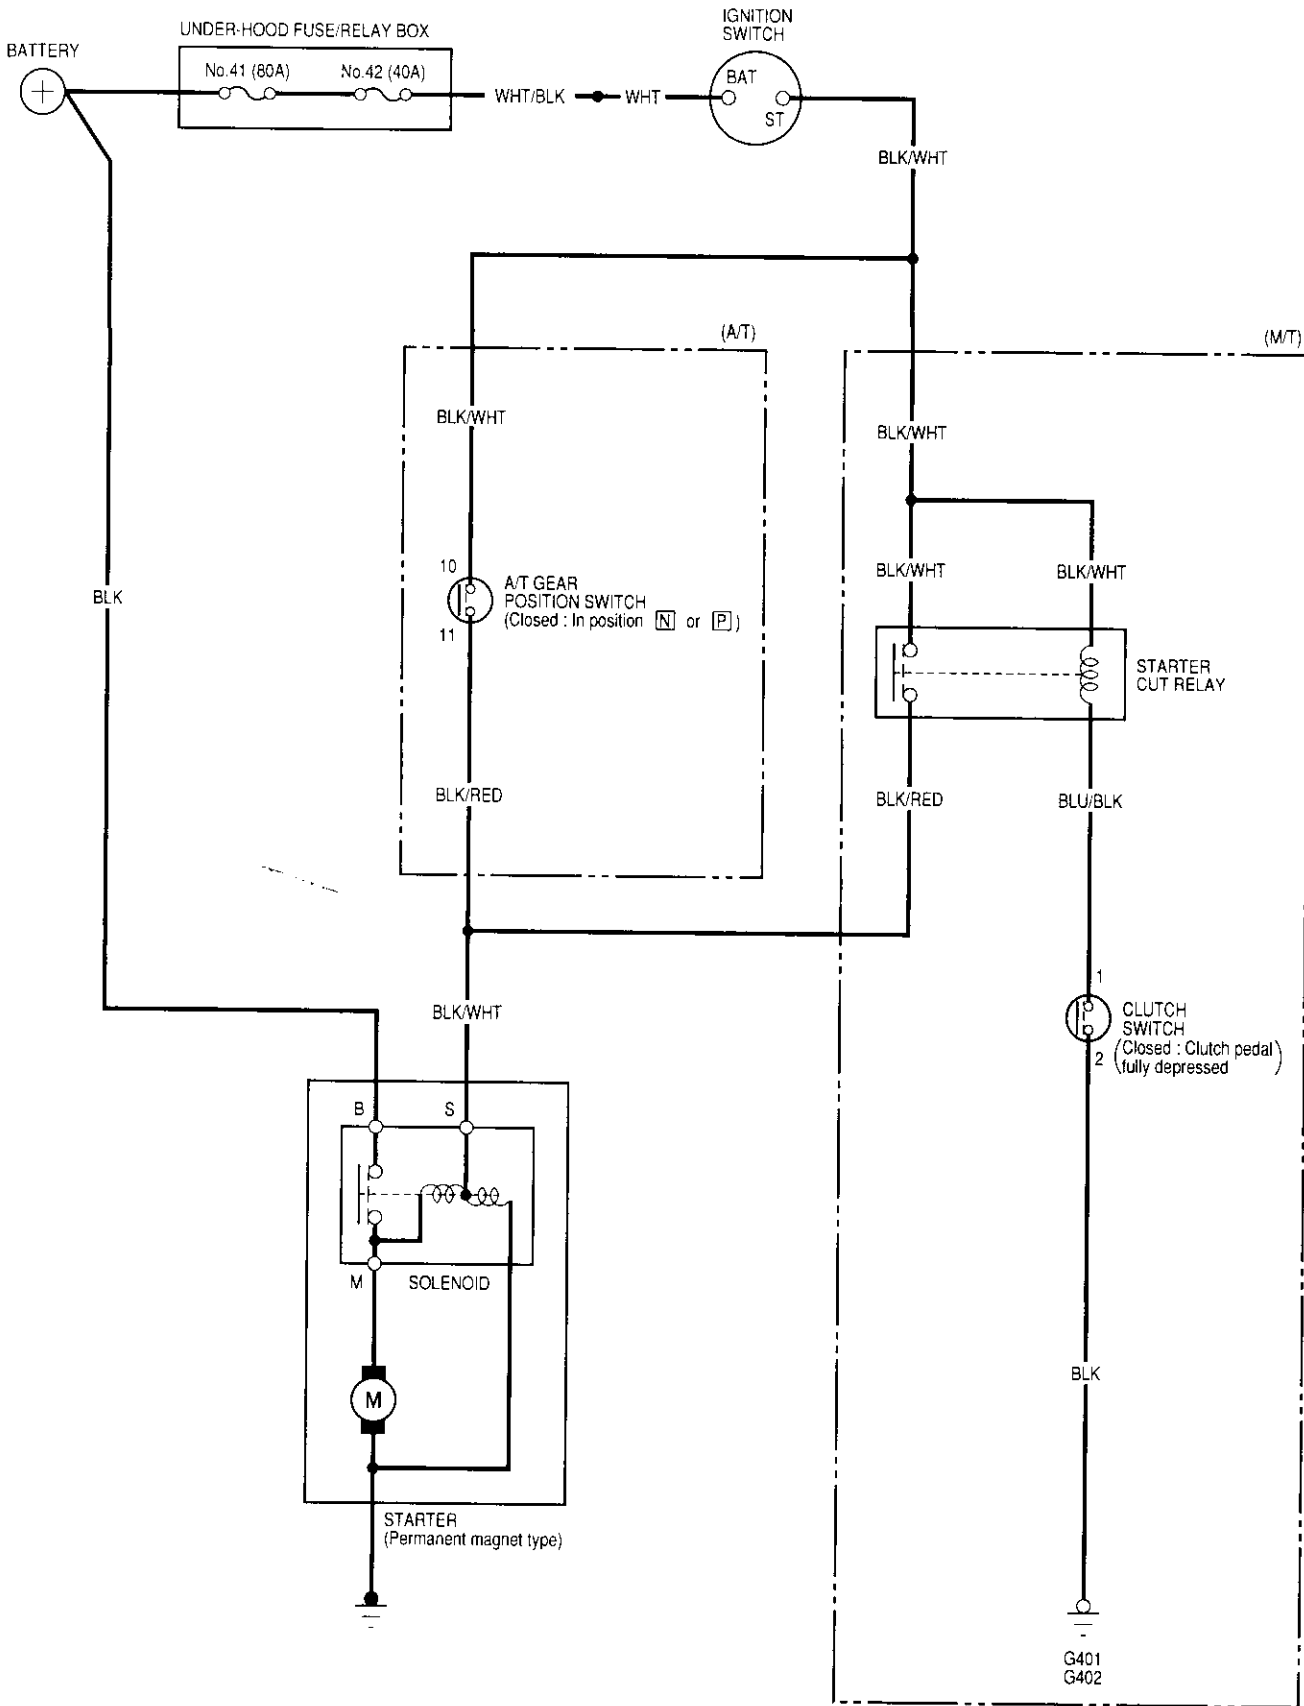 UNDER-HOOD FUSE/RELAY BOX
IGNITION
SWITCH
BATTERY
+
No.41 (80A)
No.42 (40A)
WHT/BLK
WHT
BAT
ST
BLK/WHT
(A/T)
(M/T)
BLK/WHT
BLK/WHT
BLK
10
11
A/T GEAR
POSITION SWITCH
(Closed : In position N or P )
BLK/WHT
BLK/WHT
STARTER
CUT RELAY
BLK/RED
BLK/RED
BLU/BLK
BLK/WHT
1
2
CLUTCH
SWITCH
(Closed : Clutch pedal
fully depressed)
B
S
M
SOLENOID
M
BLK
STARTER
(Permanent magnet type)
G401
G402